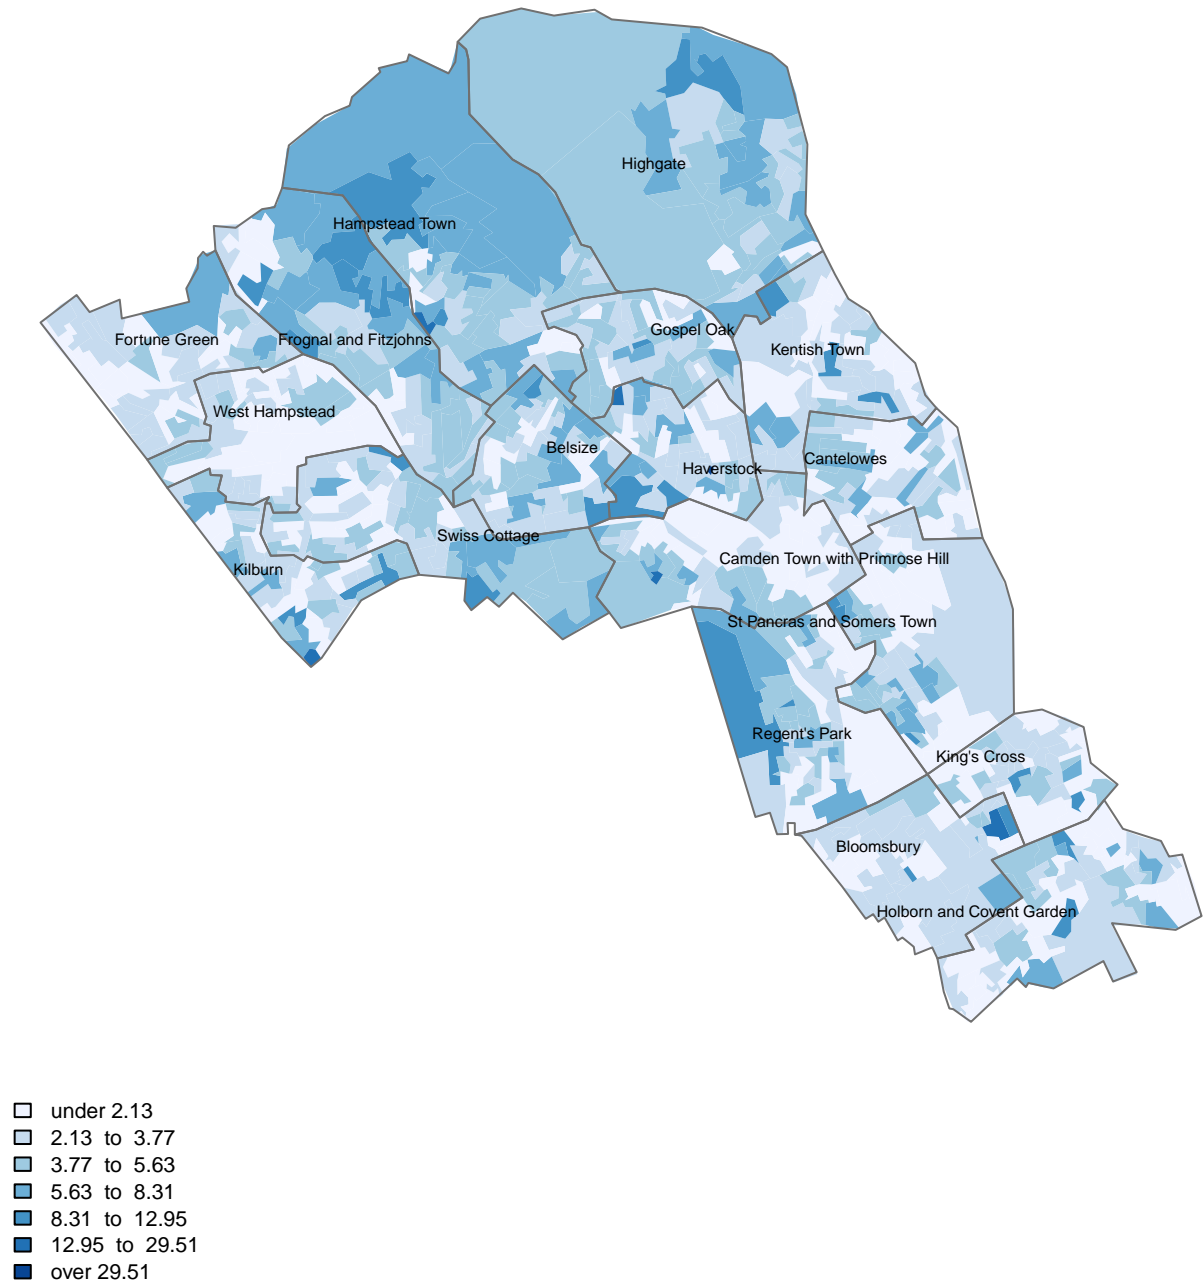 Highgate
Hampstead Town
Gospel Oak
Fortune Green
Frognal and Fitzjohns
Kentish Town
West Hampstead
Belsize
Cantelowes
Haverstock
Swiss Cottage
Camden Town with Primrose Hill
Kilburn
St Pancras and Somers Town
Regent's Park
King's Cross
Bloomsbury
Holborn and Covent Garden
under 2.13
2.13 to 3.77
3.77 to 5.63
5.63 to 8.31
8.31 to 12.95
12.95 to 29.51
over 29.51